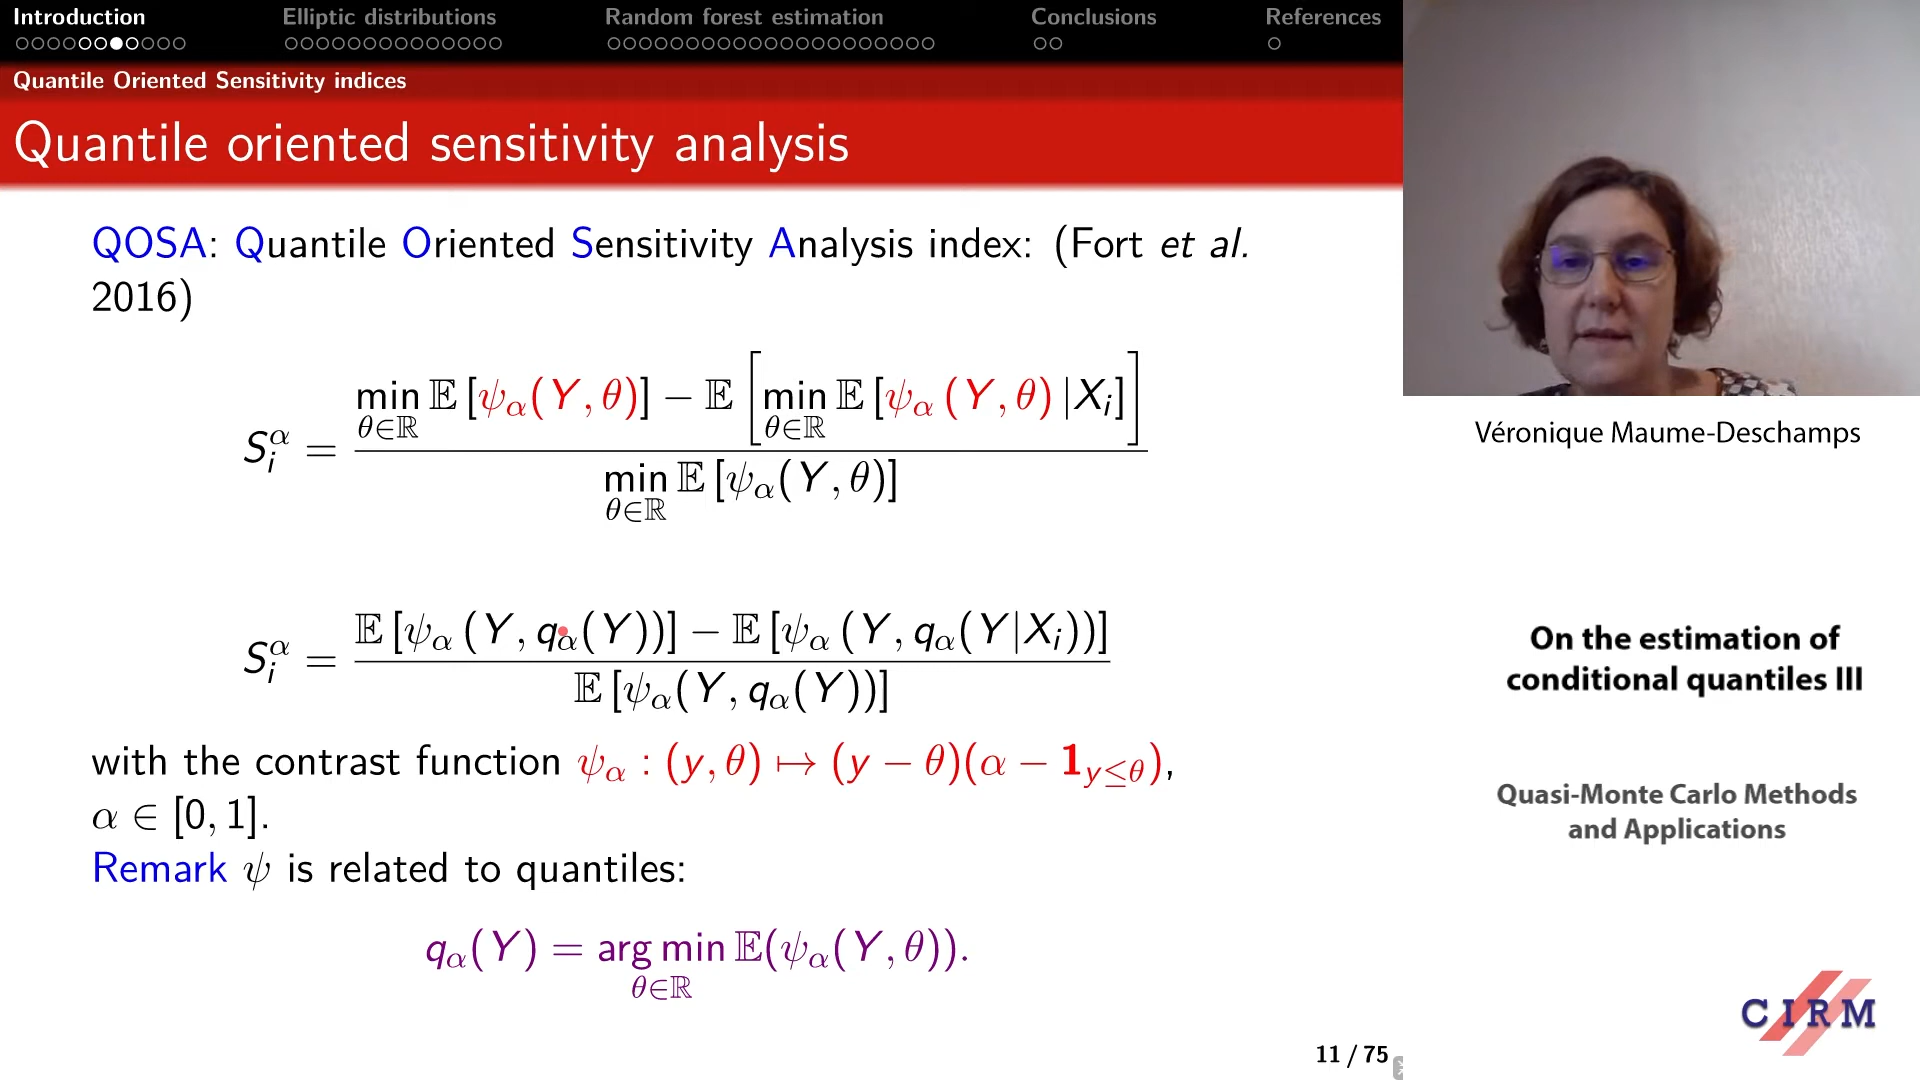 Introduction Elliptic distributions Random forest estimation Conclusions References
Quantile Oriented Sensitivity indices
Quantile oriented sensitivity analysis
QOSA: Quantile Oriented Sensitivity Analysis index: (Fort et al.
2016)
S_i^α = (min_{θ∈ℝ} 𝔼 [ψ_α(Y, θ)] − 𝔼 [min_{θ∈ℝ} 𝔼 [ψ_α (Y, θ) |X_i]]) / (min_{θ∈ℝ} 𝔼 [ψ_α(Y, θ)])
S_i^α = (𝔼 [ψ_α (Y, q_α(Y))] − 𝔼 [ψ_α (Y, q_α(Y|X_i))]) / (𝔼 [ψ_α(Y, q_α(Y))])
with the contrast function ψ_α : (y, θ) ↦ (y − θ)(α − 𝟏_{y≤θ}),
α ∈ [0, 1].
Remark ψ is related to quantiles:
q_α(Y) = arg min_{θ∈ℝ} 𝔼(ψ_α(Y, θ)).
11 / 75
Véronique Maume-Deschamps
On the estimation of
conditional quantiles III
Quasi-Monte Carlo Methods
and Applications
CIRM